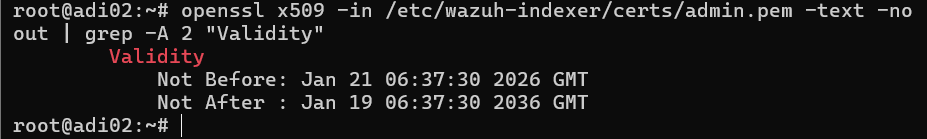 root@adi02:~# openssl x509 -in /etc/wazuh-indexer/certs/admin.pem -text -no
out | grep -A 2 "Validity"
        Validity
            Not Before: Jan 21 06:37:30 2026 GMT
            Not After : Jan 19 06:37:30 2036 GMT
root@adi02:~#